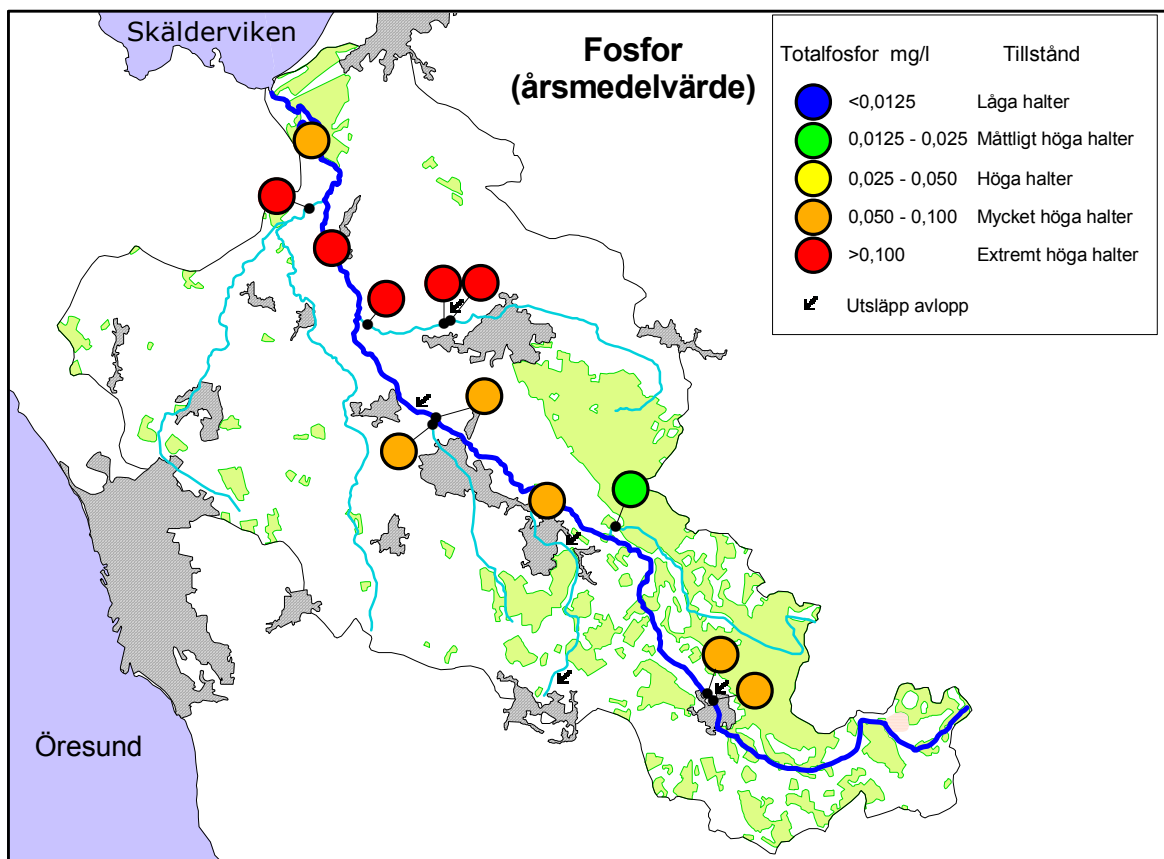 Skälderviken
Fosfor
(årsmedelvärde)
Totalfosfor mg/l Tillstånd
<0,0125 Låga halter
0,0125 - 0,025 Måttligt höga halter
0,025 - 0,050 Höga halter
0,050 - 0,100 Mycket höga halter
>0,100 Extremt höga halter
Utsläpp avlopp
Öresund